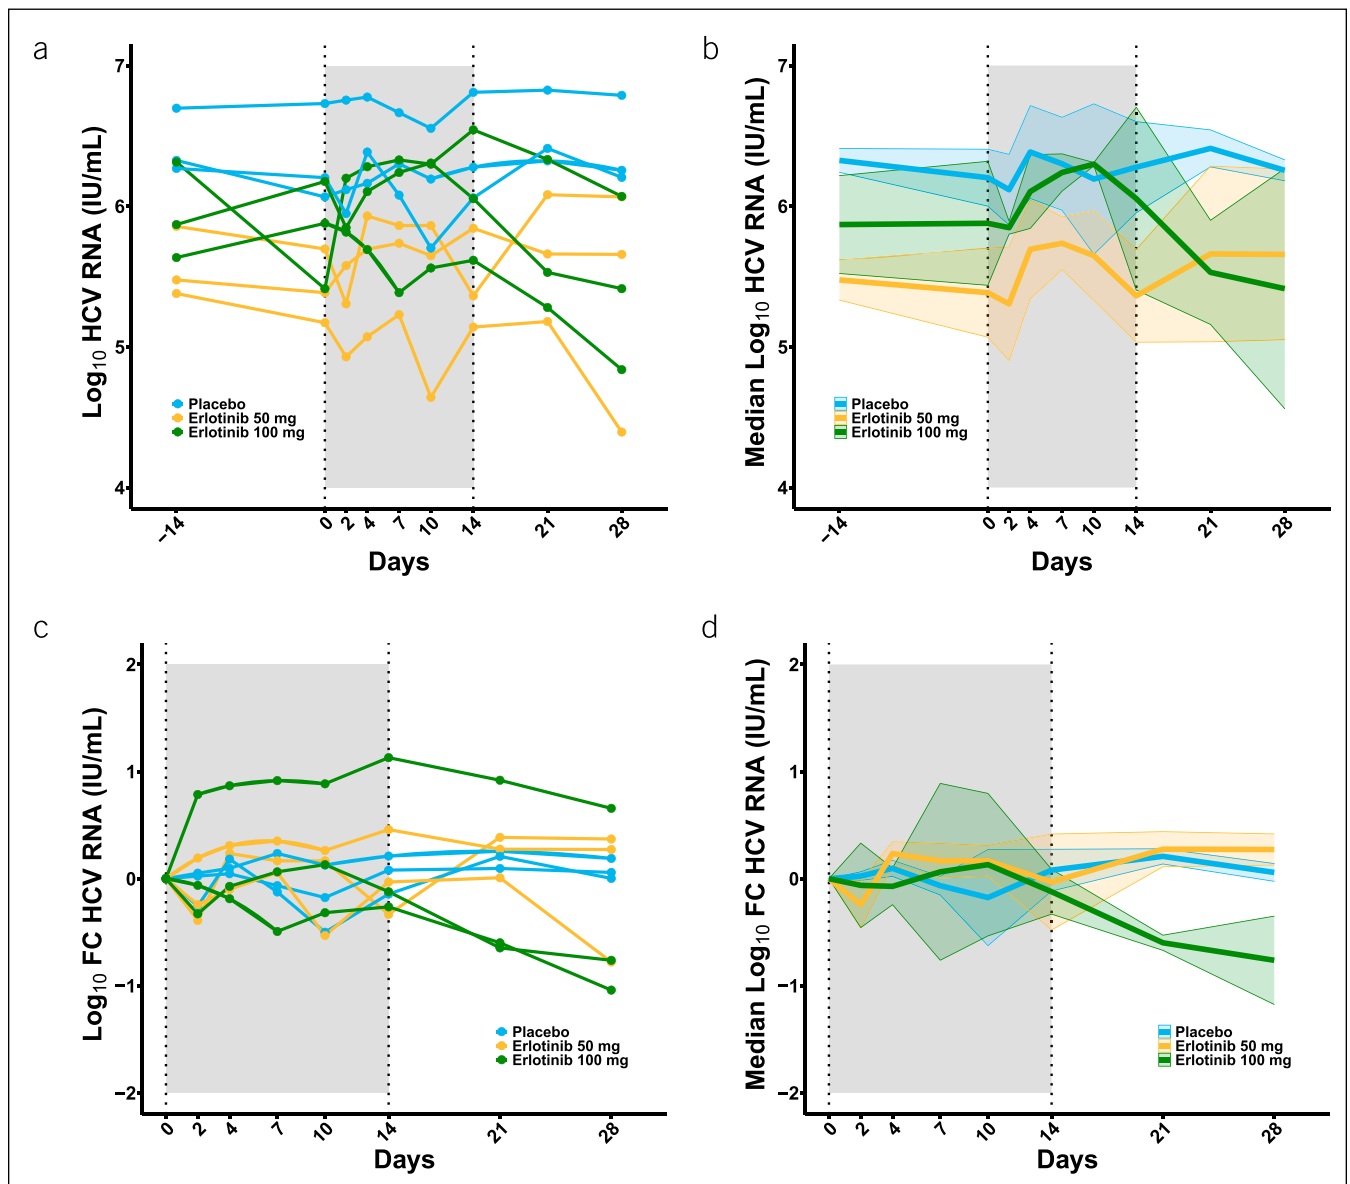 a
7
6
5
4
Log10 HCV RNA (IU/mL)
Placebo
Erlotinib 50 mg
Erlotinib 100 mg
−14
0
2
4
7
10
14
21
28
Days
b
7
6
5
4
Median Log10 HCV RNA (IU/mL)
Placebo
Erlotinib 50 mg
Erlotinib 100 mg
−14
0
2
4
7
10
14
21
28
Days
c
2
1
0
−1
−2
Log10 FC HCV RNA (IU/mL)
Placebo
Erlotinib 50 mg
Erlotinib 100 mg
0
2
4
7
10
14
21
28
Days
d
2
1
0
−1
−2
Median Log10 FC HCV RNA (IU/mL)
Placebo
Erlotinib 50 mg
Erlotinib 100 mg
0
2
4
7
10
14
21
28
Days